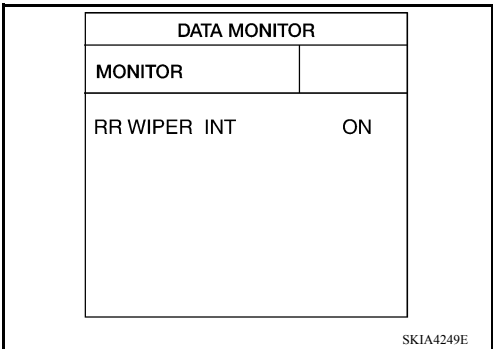 DATA MONITOR
MONITOR
RR WIPER INT ON
SKIA4249E